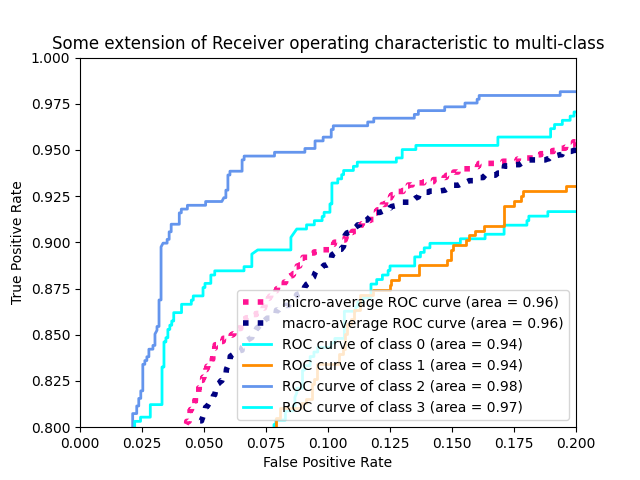 Some extension of Receiver operating characteristic to multi-class
1.000
0.975
0.950
0.925
0.900
0.875
0.850
0.825
0.800
True Positive Rate
micro-average ROC curve (area = 0.96)
macro-average ROC curve (area = 0.96)
ROC curve of class 0 (area = 0.94)
ROC curve of class 1 (area = 0.94)
ROC curve of class 2 (area = 0.98)
ROC curve of class 3 (area = 0.97)
0.000 0.025 0.050 0.075 0.100 0.125 0.150 0.175 0.200
False Positive Rate